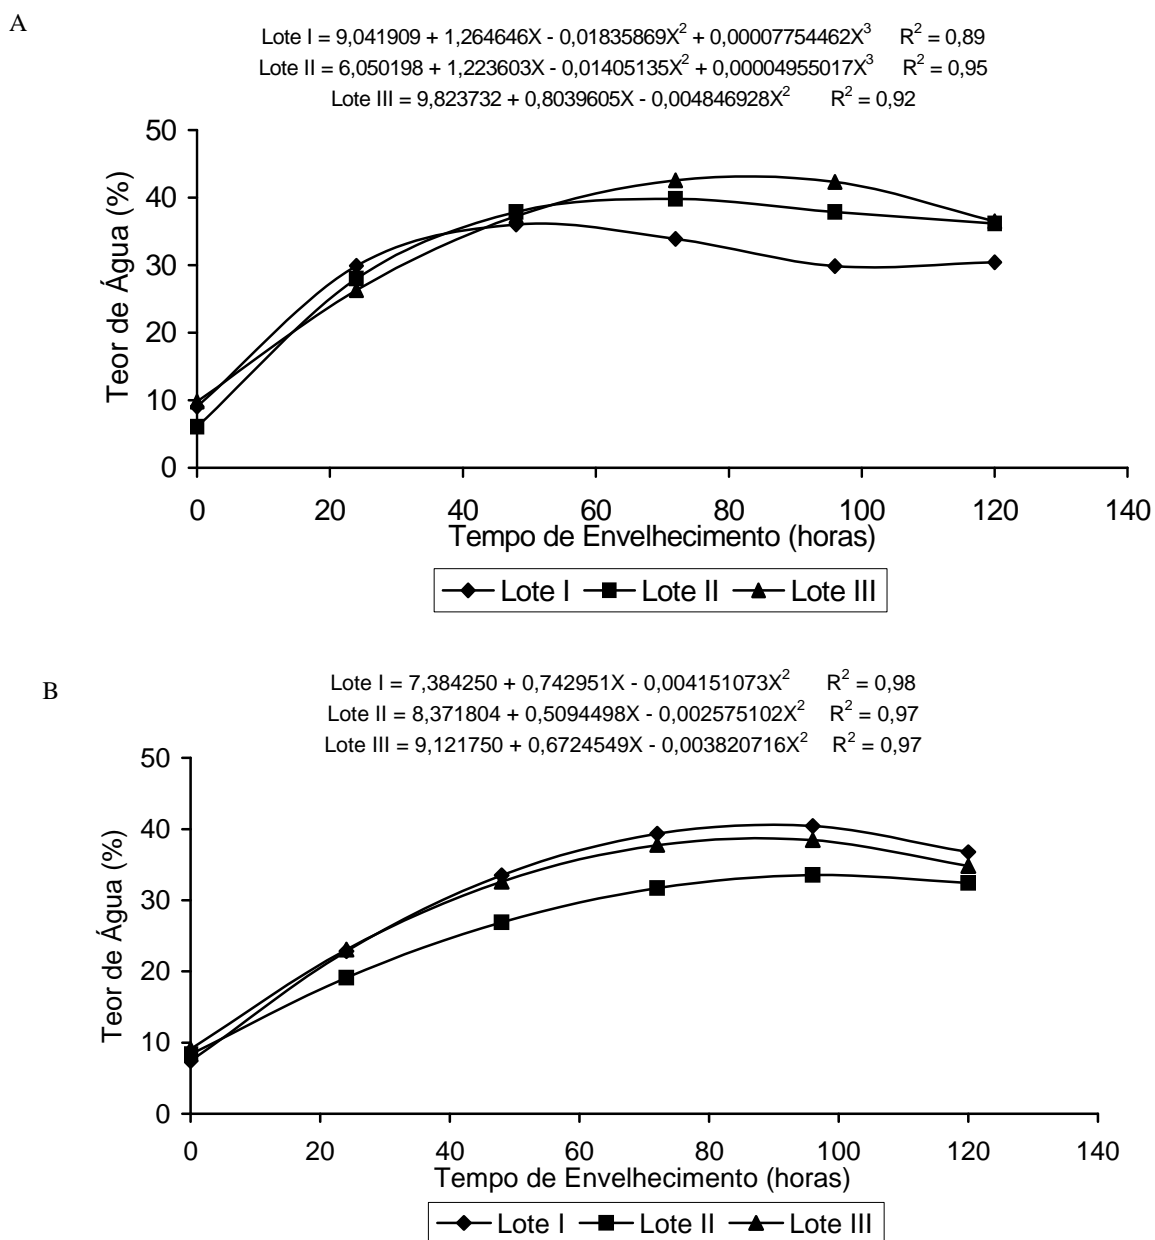 A
Lote I = 9,041909 + 1,264646X - 0,01835869X² + 0,00007754462X³ R² = 0,89
Lote II = 6,050198 + 1,223603X - 0,01405135X² + 0,00004955017X³ R² = 0,95
Lote III = 9,823732 + 0,8039605X - 0,004846928X² R² = 0,92
50
40
30
20
10
0
Teor de Água (%)
0 20 40 60 80 100 120 140
Tempo de Envelhecimento (horas)
Lote I Lote II Lote III
B
Lote I = 7,384250 + 0,742951X - 0,004151073X² R² = 0,98
Lote II = 8,371804 + 0,5094498X - 0,002575102X² R² = 0,97
Lote III = 9,121750 + 0,6724549X - 0,003820716X² R² = 0,97
50
40
30
20
10
0
Teor de Água (%)
0 20 40 60 80 100 120 140
Tempo de Envelhecimento (horas)
Lote I Lote II Lote III